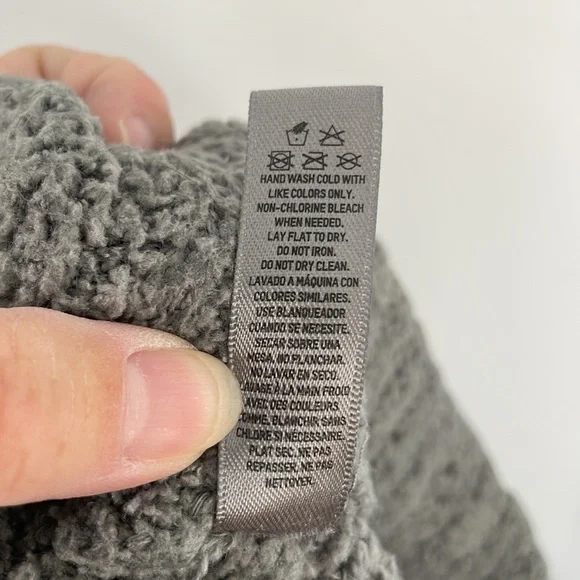 HAND WASH COLD WITH
LIKE COLORS ONLY.
NON-CHLORINE BLEACH
WHEN NEEDED.
LAY FLAT TO DRY.
DO NOT IRON.
DO NOT DRY CLEAN.
LAVADO A MÁQUINA CON
COLORES SIMILARES.
USE BLANQUEADOR
CUANDO SE NECESITE.
SECAR SOBRE UNA
MESA. NO PLANCHAR.
NO LAVAR EN SECO.
LAVAGE A LA MAIN FROID
AVEC DES COULEURS
COMME. BLANCHIR SANS
CHLORE SI NECESSAIRE.
PLAT SEC. NE PAS
REPASSER. NE PAS
NETTOYER.